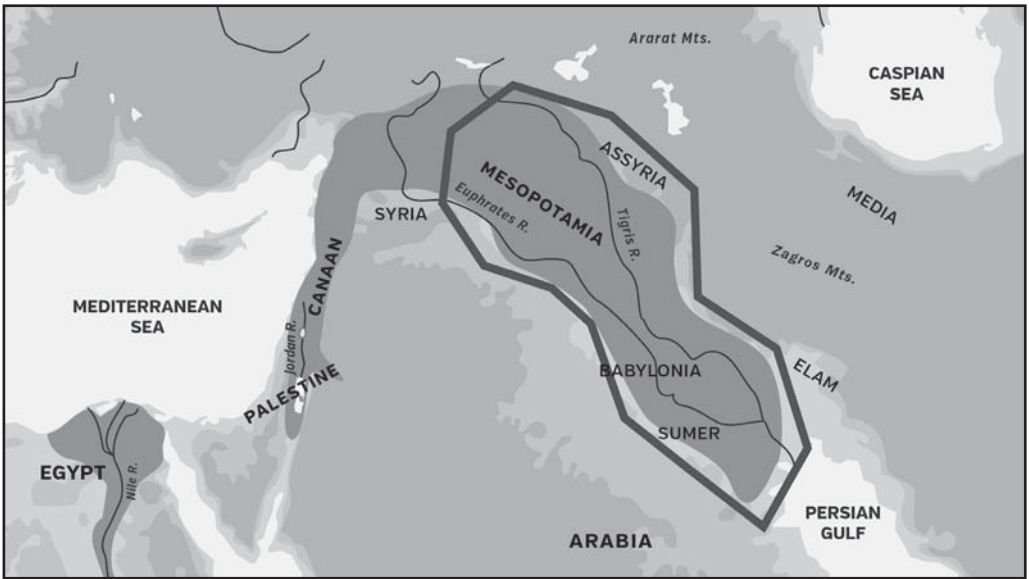 Ararat Mts.
CASPIAN
SEA
ASSYRIA
MESOPOTAMIA
MEDIA
SYRIA
Euphrates R.
Tigris R.
Zagros Mts.
CANAAN
MEDITERRANEAN
SEA
Jordan R.
BABYLONIA
ELAM
PALESTINE
SUMER
EGYPT
Nile R.
PERSIAN
GULF
ARABIA